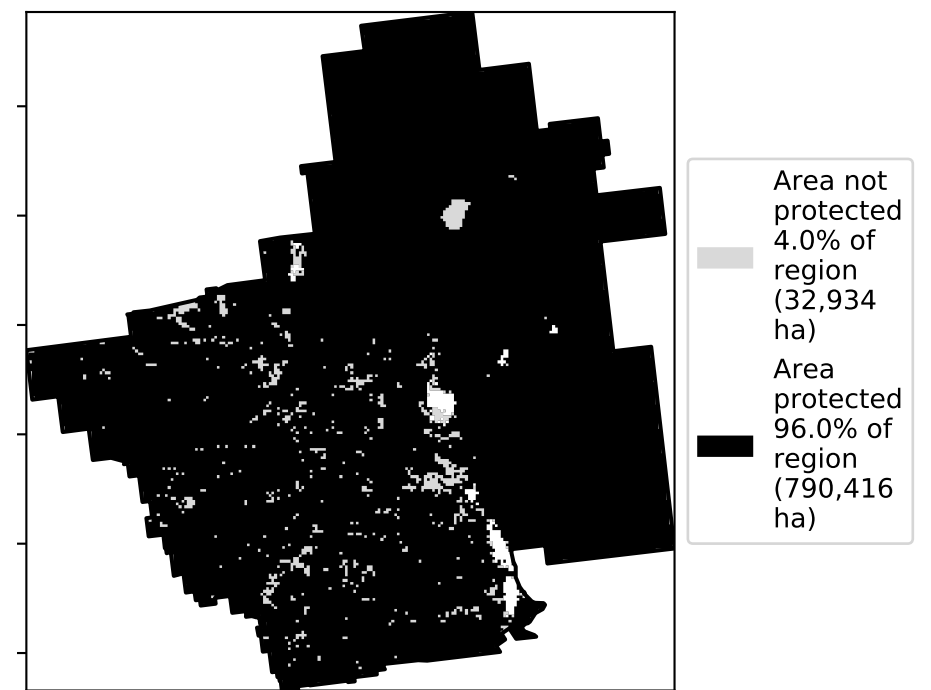 Area not
protected
4.0% of
region
(32,934
ha)
Area
protected
96.0% of
region
(790,416
ha)